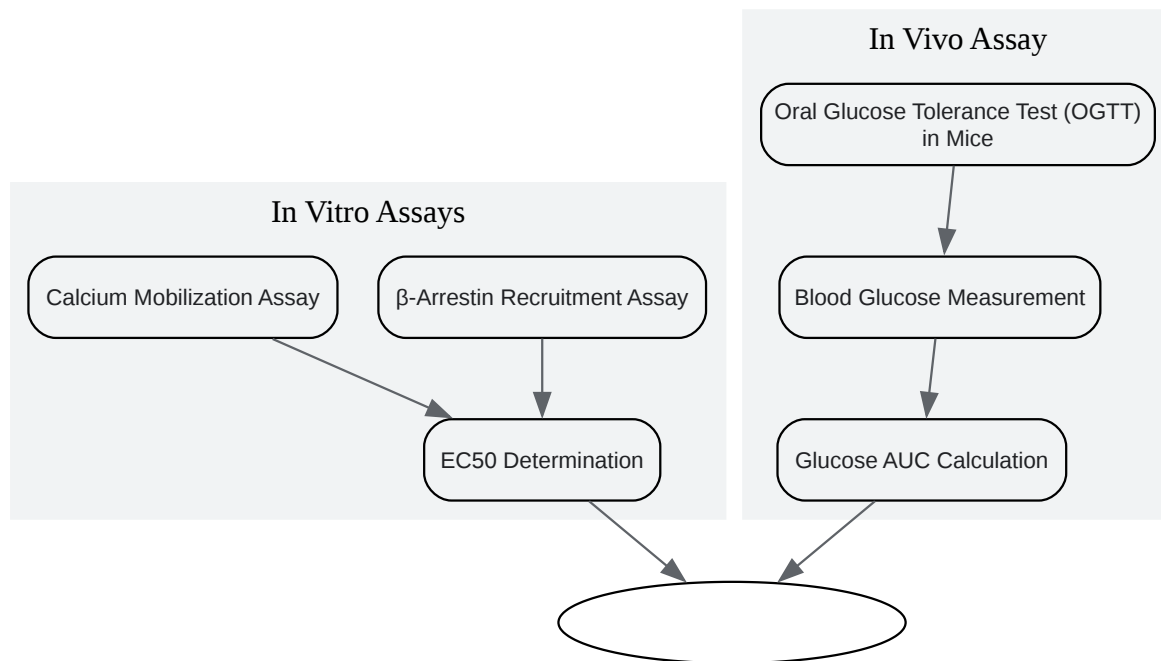 In Vivo Assay
Oral Glucose Tolerance Test (OGTT)
in Mice
In Vitro Assays
Calcium Mobilization Assay
β-Arrestin Recruitment Assay
Blood Glucose Measurement
EC50 Determination
Glucose AUC Calculation